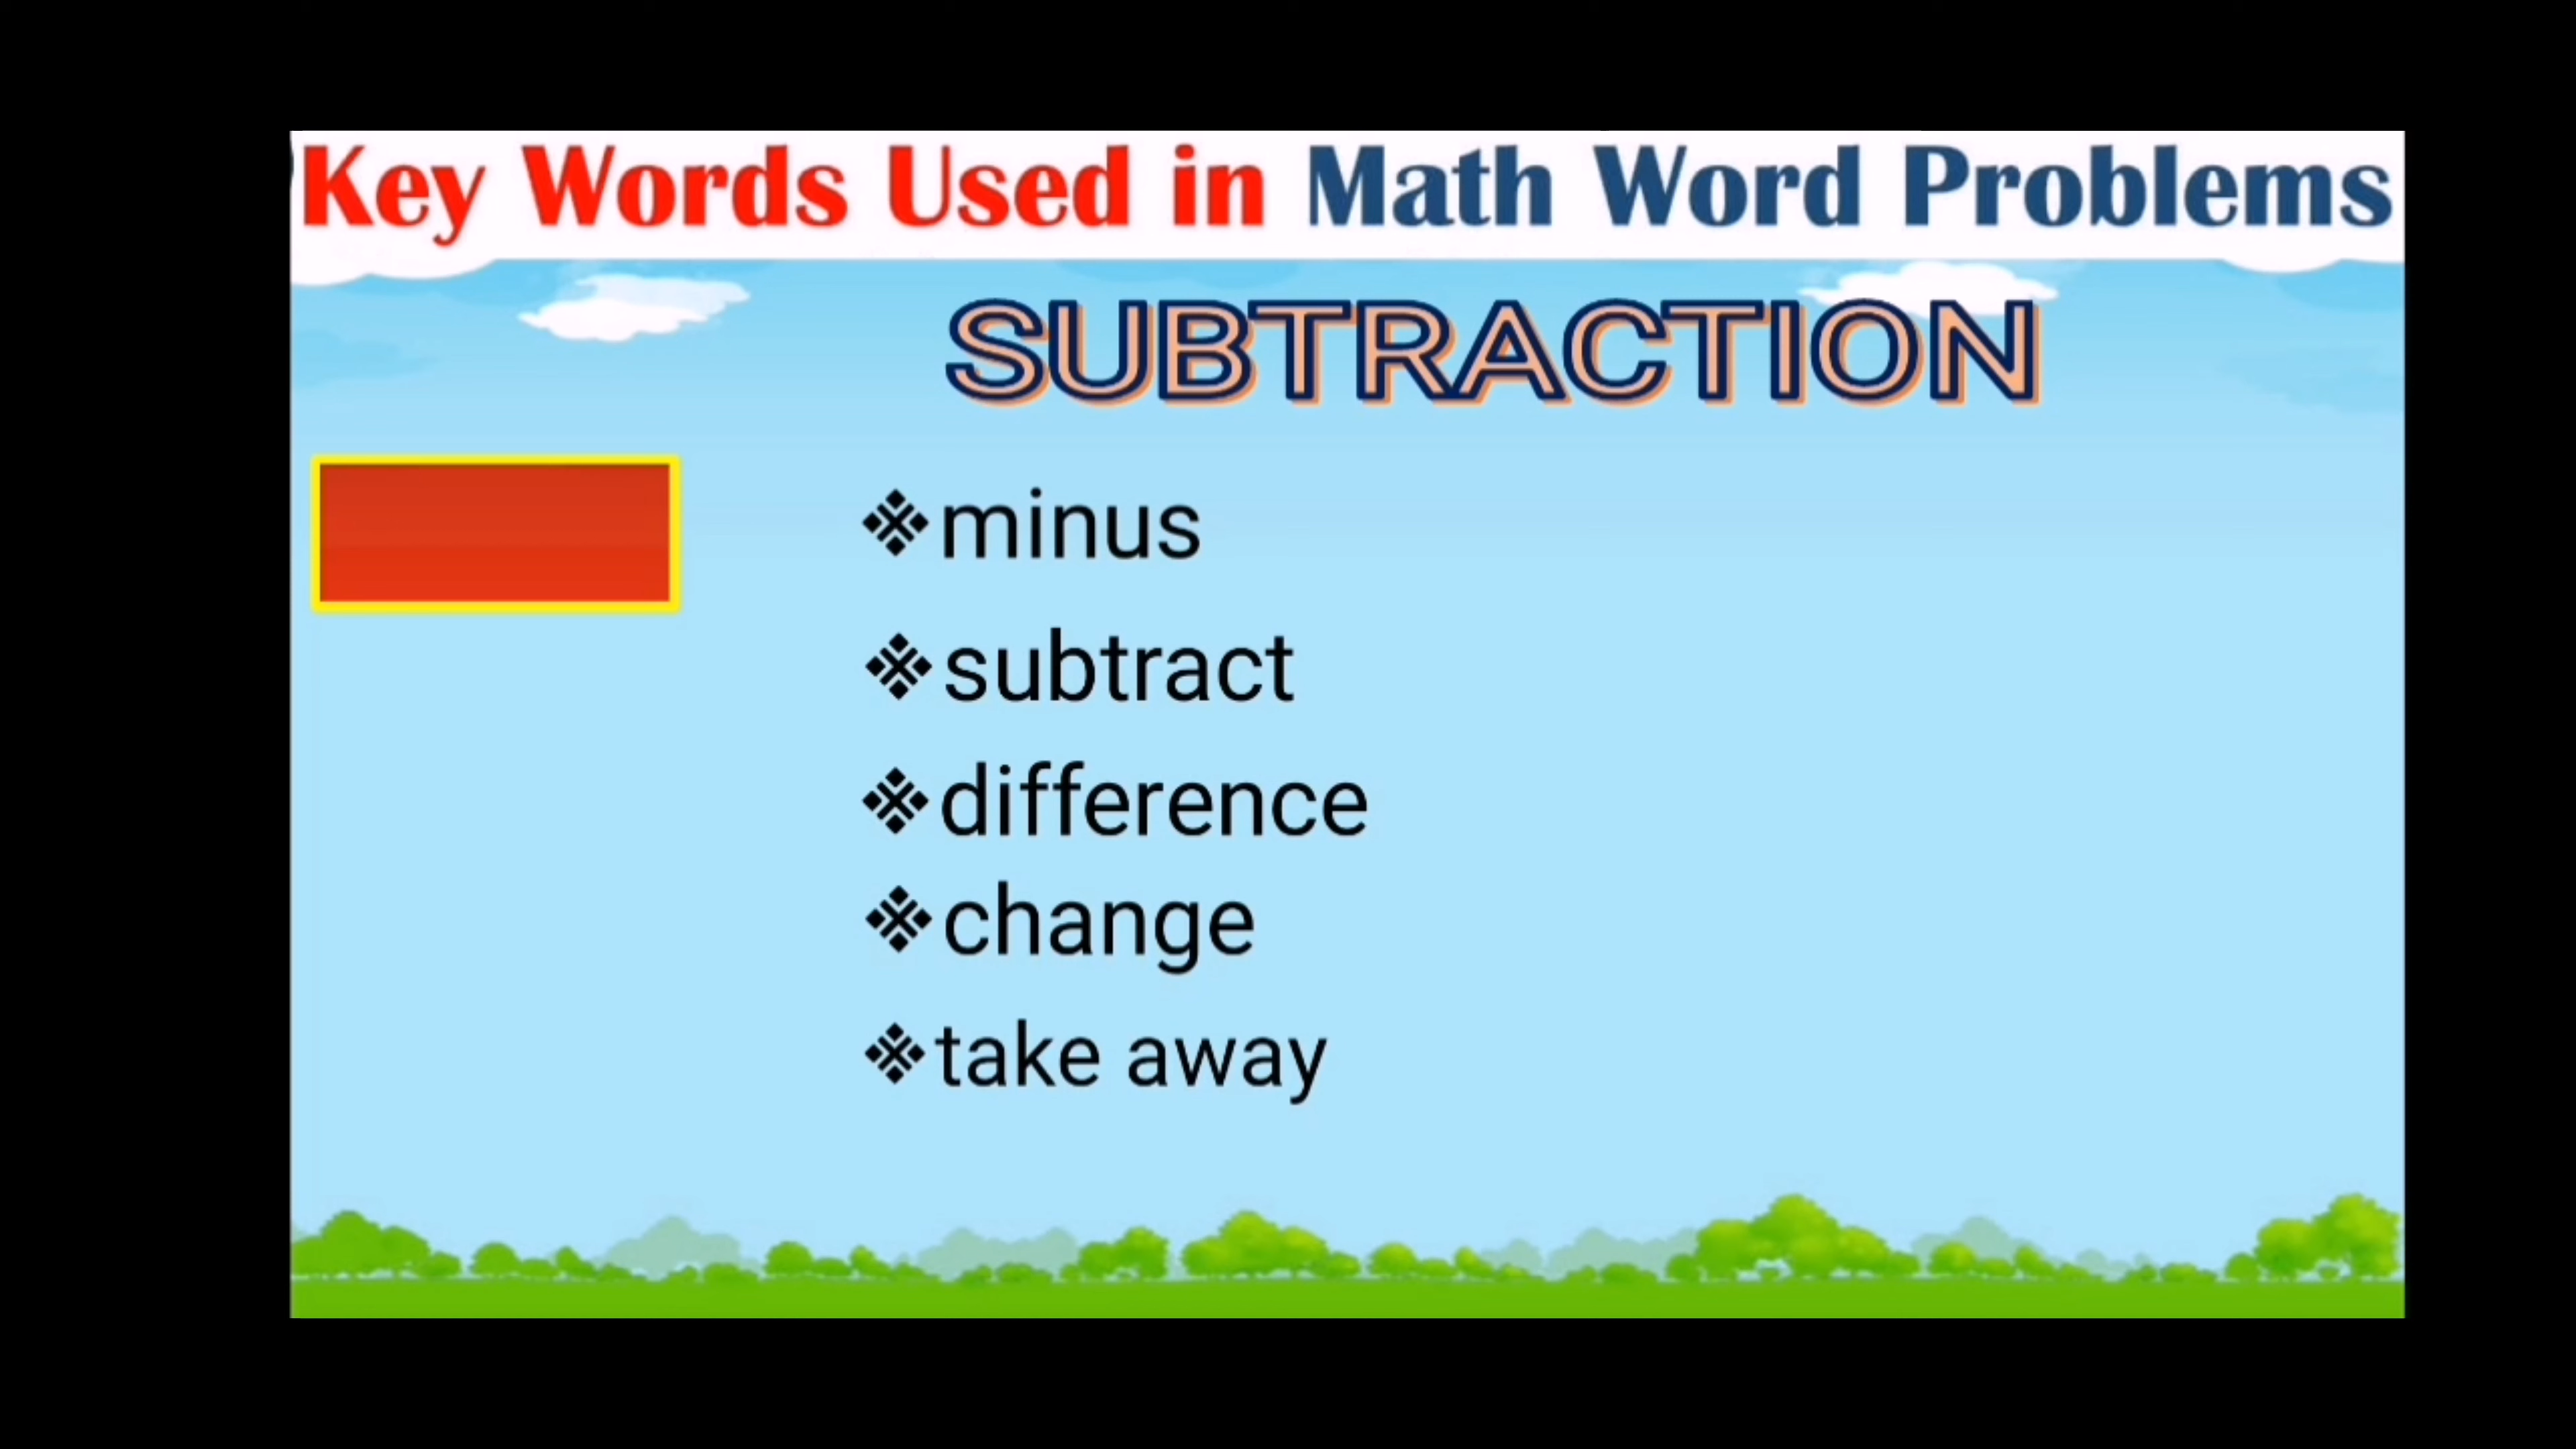 Key Words Used in Math Word Problems
SUBTRACTION
❖minus
❖subtract
❖difference
❖change
❖take away